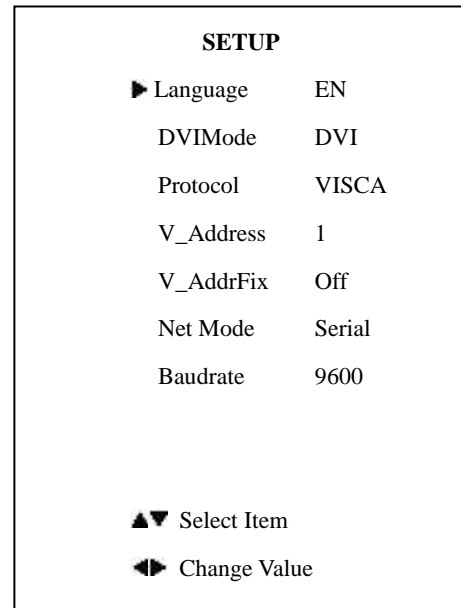 SETUP
Language EN
DVIMode DVI
Protocol VISCA
V_Address 1
V_AddrFix Off
Net Mode Serial
Baudrate 9600
Select Item
Change Value